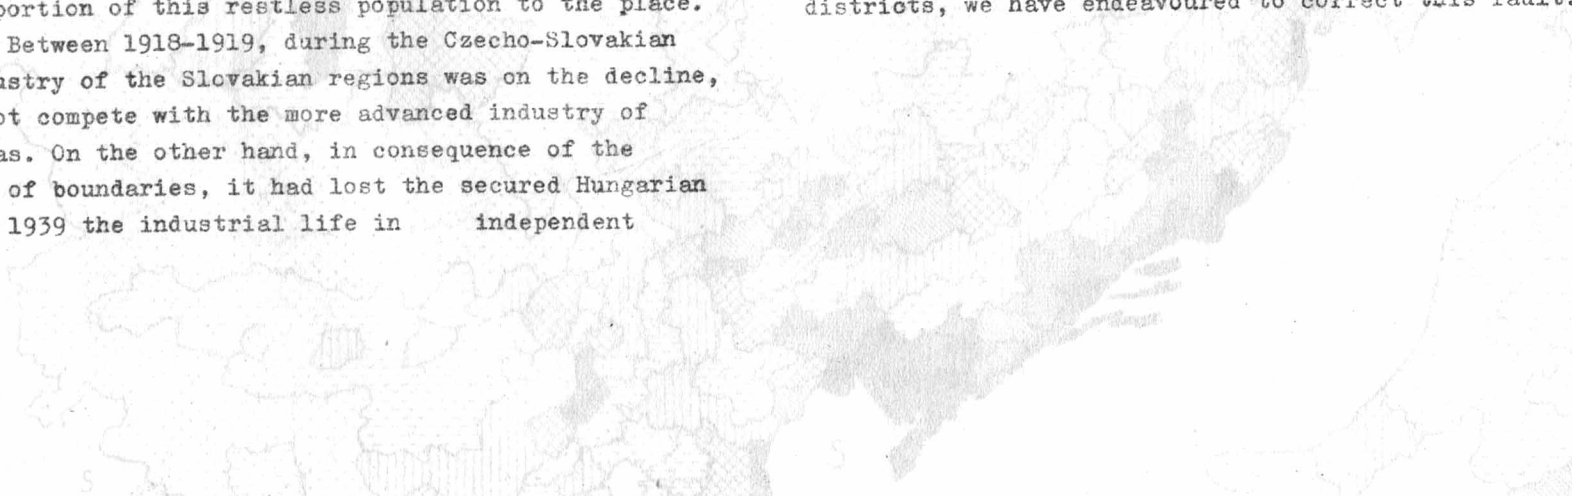 portion of this restless population to the place.
Between 1918-1919, during the Czecho-Slovakian
ustry of the Slovakian regions was on the decline,
ot compete with the more advanced industry of
as. On the other hand, in consequence of the
of boundaries, it had lost the secured Hungarian
1939 the industrial life in independent
districts, we have endeavoured to correct this fault.
S
S